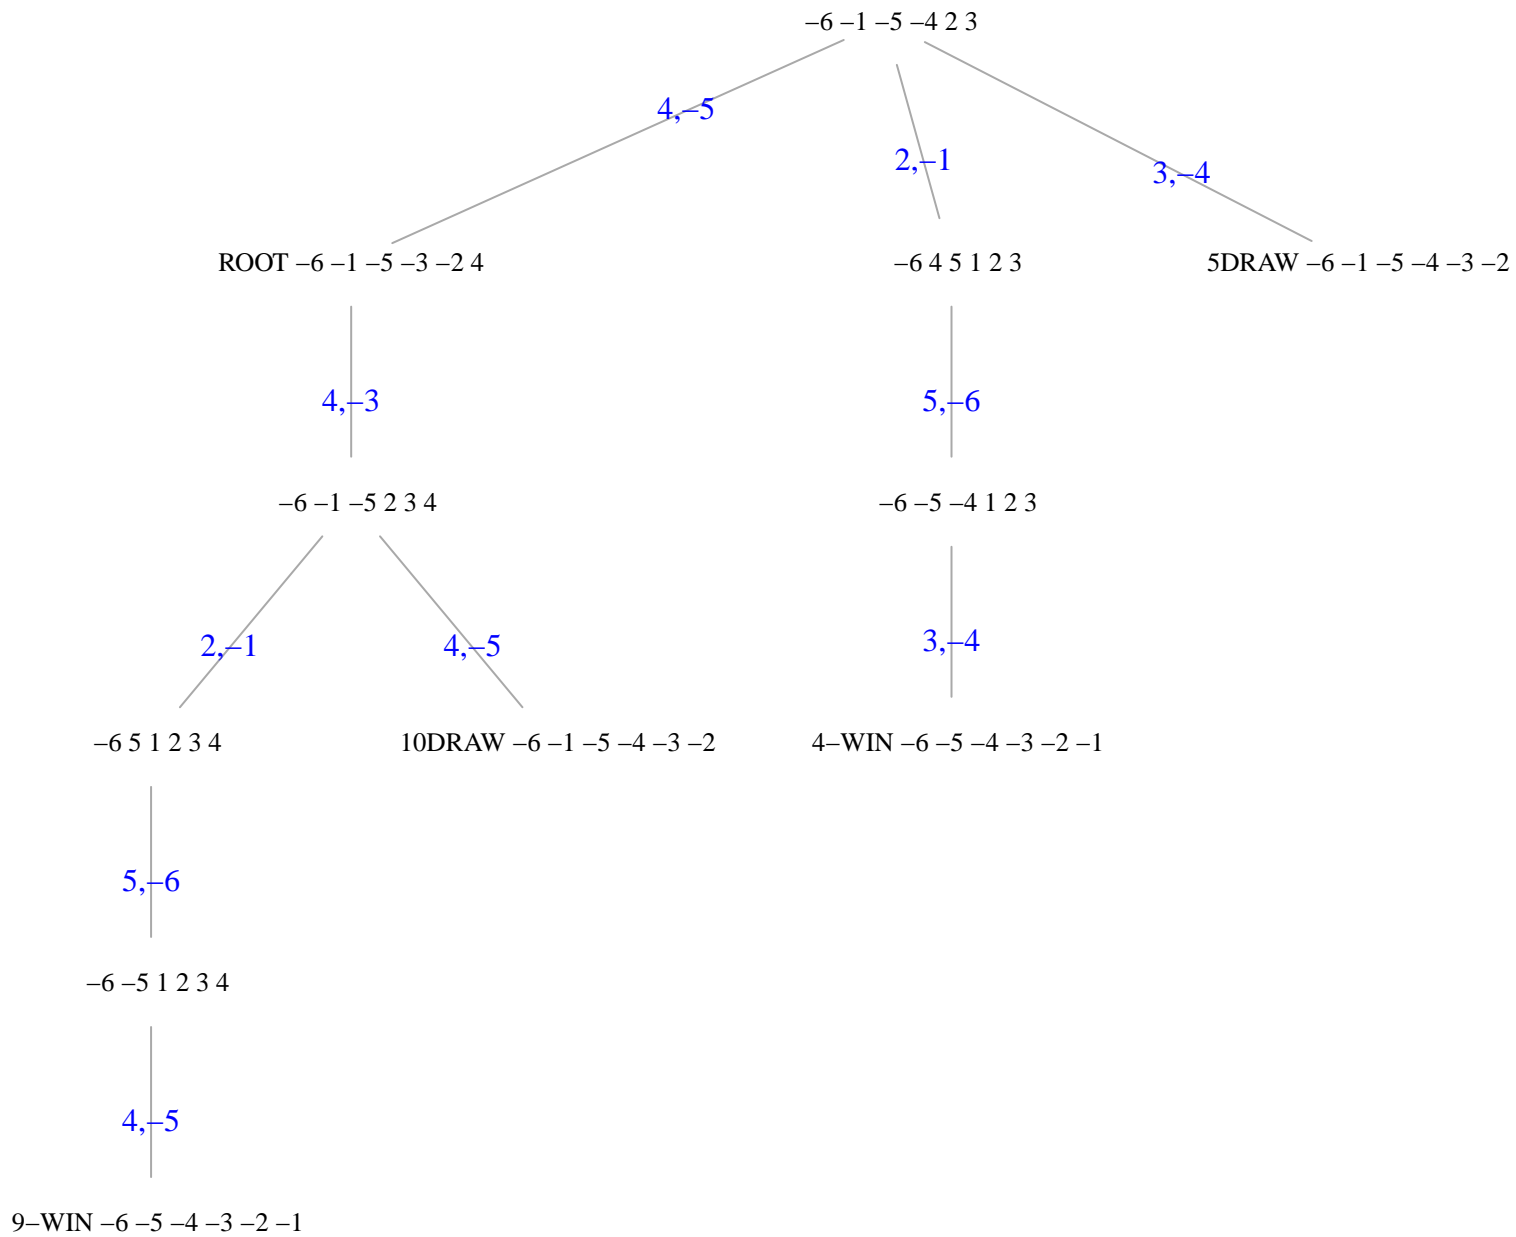 –6 –1 –5 –4 2 3
4,–5
2,–1
3,–4
ROOT –6 –1 –5 –3 –2 4
–6 4 5 1 2 3
5DRAW –6 –1 –5 –4 –3 –2
4,–3
5,–6
–6 –1 –5 2 3 4
–6 –5 –4 1 2 3
2,–1
4,–5
3,–4
–6 5 1 2 3 4
10DRAW –6 –1 –5 –4 –3 –2
4–WIN –6 –5 –4 –3 –2 –1
5,–6
–6 –5 1 2 3 4
4,–5
9–WIN –6 –5 –4 –3 –2 –1